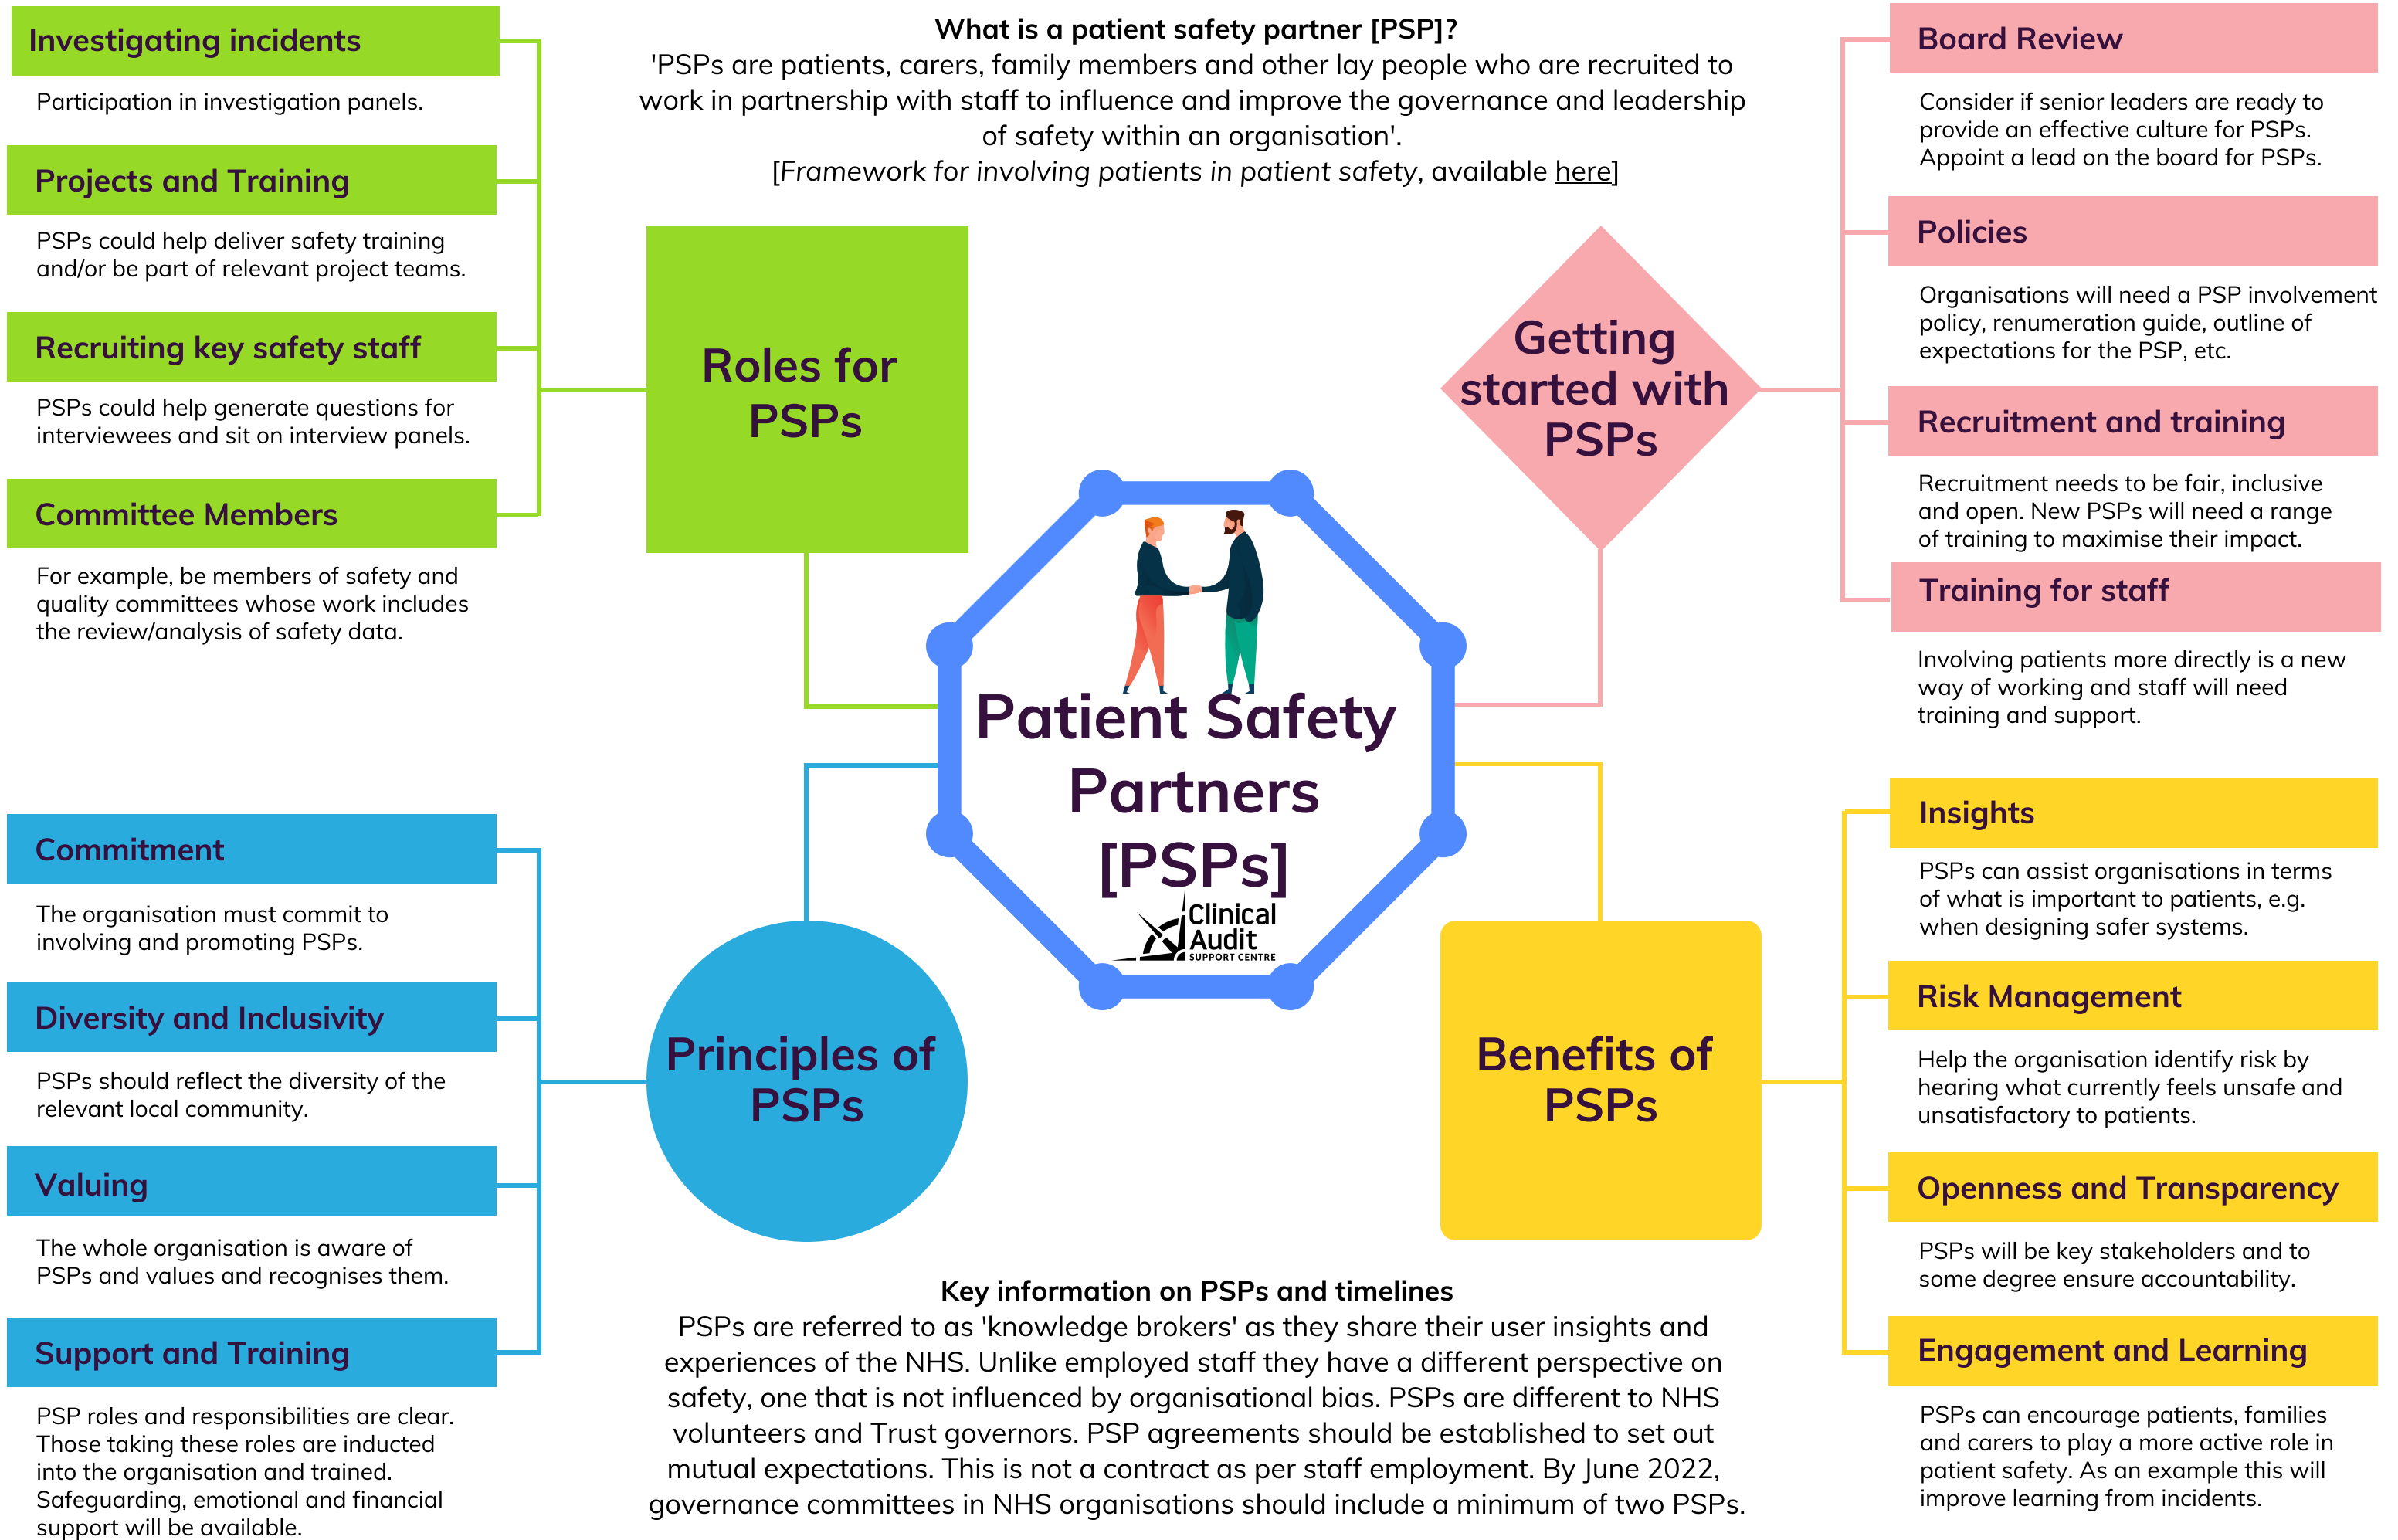 What is a patient safety partner [PSP]?
'PSPs are patients, carers, family members and other lay people who are recruited to
work in partnership with staff to influence and improve the governance and leadership
of safety within an organisation'.
[Framework for involving patients in patient safety, available here]
Investigating incidents
Participation in investigation panels.
Projects and Training
PSPs could help deliver safety training
and/or be part of relevant project teams.
Recruiting key safety staff
PSPs could help generate questions for
interviewees and sit on interview panels.
Committee Members
For example, be members of safety and
quality committees whose work includes
the review/analysis of safety data.
Roles for
PSPs
Getting
started with
PSPs
Board Review
Consider if senior leaders are ready to
provide an effective culture for PSPs.
Appoint a lead on the board for PSPs.
Policies
Organisations will need a PSP involvement
policy, renumeration guide, outline of
expectations for the PSP, etc.
Recruitment and training
Recruitment needs to be fair, inclusive
and open. New PSPs will need a range
of training to maximise their impact.
Training for staff
Involving patients more directly is a new
way of working and staff will need
training and support.
Patient Safety
Partners
[PSPs]
Clinical
Audit
SUPPORT CENTRE
Commitment
The organisation must commit to
involving and promoting PSPs.
Diversity and Inclusivity
PSPs should reflect the diversity of the
relevant local community.
Valuing
The whole organisation is aware of
PSPs and values and recognises them.
Support and Training
PSP roles and responsibilities are clear.
Those taking these roles are inducted
into the organisation and trained.
Safeguarding, emotional and financial
support will be available.
Principles of
PSPs
Benefits of
PSPs
Insights
PSPs can assist organisations in terms
of what is important to patients, e.g.
when designing safer systems.
Risk Management
Help the organisation identify risk by
hearing what currently feels unsafe and
unsatisfactory to patients.
Openness and Transparency
PSPs will be key stakeholders and to
some degree ensure accountability.
Engagement and Learning
PSPs can encourage patients, families
and carers to play a more active role in
patient safety. As an example this will
improve learning from incidents.
Key information on PSPs and timelines
PSPs are referred to as 'knowledge brokers' as they share their user insights and
experiences of the NHS. Unlike employed staff they have a different perspective on
safety, one that is not influenced by organisational bias. PSPs are different to NHS
volunteers and Trust governors. PSP agreements should be established to set out
mutual expectations. This is not a contract as per staff employment. By June 2022,
governance committees in NHS organisations should include a minimum of two PSPs.